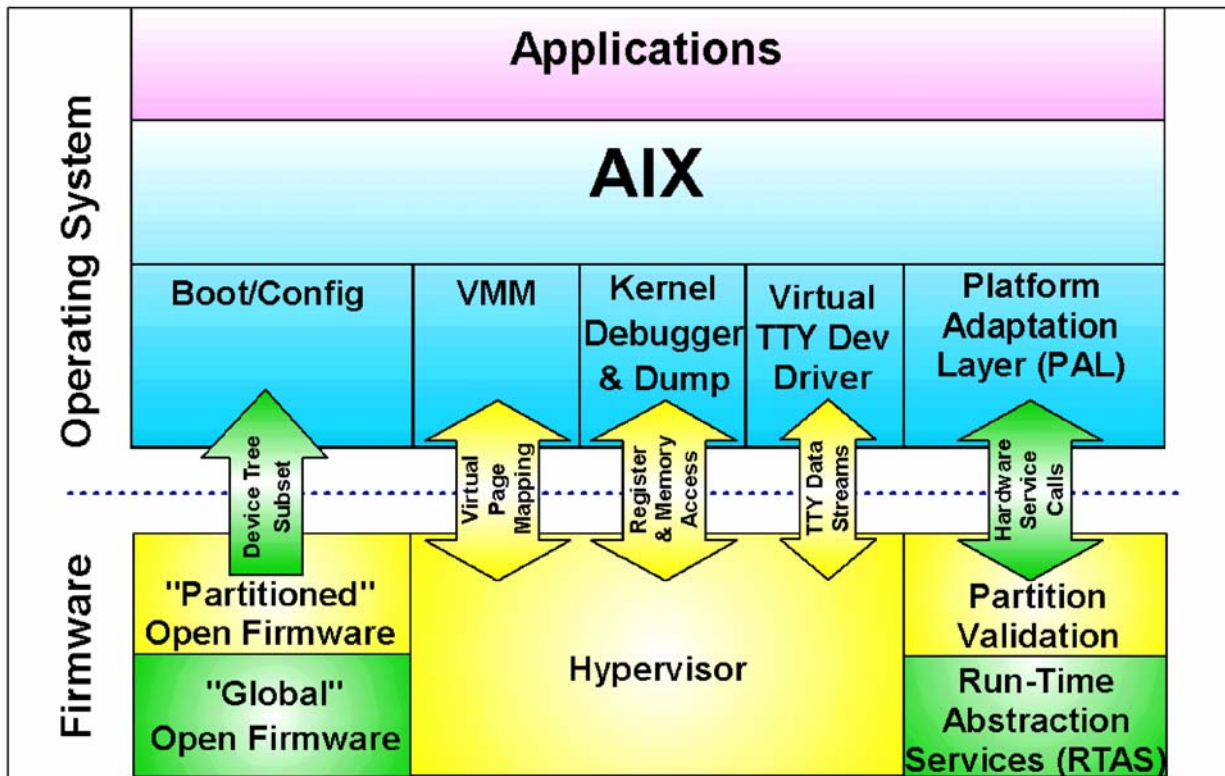 Applications
AIX
Operating System
Boot/Config
VMM
Kernel
Debugger
& Dump
Virtual
TTY Dev
Driver
Platform
Adaptation
Layer (PAL)
Device Tree
Subset
Virtual
Page
Mapping
Register
& Memory
Access
TTY Data
Streams
Hardware
Service
Calls
Firmware
"Partitioned"
Open Firmware
"Global"
Open Firmware
Hypervisor
Partition
Validation
Run-Time
Abstraction
Services (RTAS)